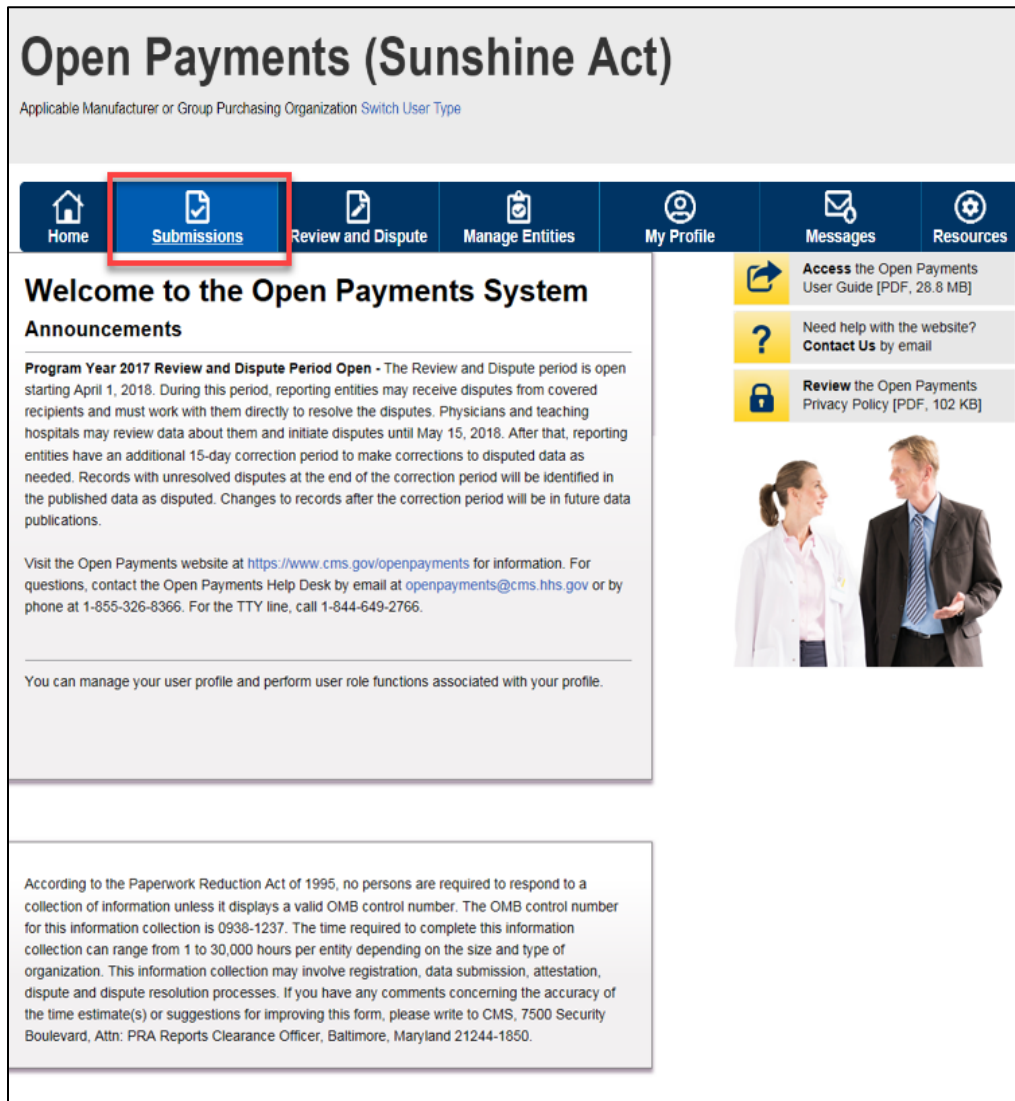 Open Payments (Sunshine Act)
Applicable Manufacturer or Group Purchasing Organization Switch User Type
Home
Submissions
Review and Dispute
Manage Entities
My Profile
Messages
Resources
Welcome to the Open Payments System
Announcements
Program Year 2017 Review and Dispute Period Open - The Review and Dispute period is open
starting April 1, 2018. During this period, reporting entities may receive disputes from covered
recipients and must work with them directly to resolve the disputes. Physicians and teaching
hospitals may review data about them and initiate disputes until May 15, 2018. After that, reporting
entities have an additional 15-day correction period to make corrections to disputed data as
needed. Records with unresolved disputes at the end of the correction period will be identified in
the published data as disputed. Changes to records after the correction period will be in future data
publications.
Visit the Open Payments website at https://www.cms.gov/openpayments for information. For
questions, contact the Open Payments Help Desk by email at openpayments@cms.hhs.gov or by
phone at 1-855-326-8366. For the TTY line, call 1-844-649-2766.
You can manage your user profile and perform user role functions associated with your profile.
Access the Open Payments
User Guide [PDF, 28.8 MB]
?
Need help with the website?
Contact Us by email
Review the Open Payments
Privacy Policy [PDF, 102 KB]
According to the Paperwork Reduction Act of 1995, no persons are required to respond to a
collection of information unless it displays a valid OMB control number. The OMB control number
for this information collection is 0938-1237. The time required to complete this information
collection can range from 1 to 30,000 hours per entity depending on the size and type of
organization. This information collection may involve registration, data submission, attestation,
dispute and dispute resolution processes. If you have any comments concerning the accuracy of
the time estimate(s) or suggestions for improving this form, please write to CMS, 7500 Security
Boulevard, Attn: PRA Reports Clearance Officer, Baltimore, Maryland 21244-1850.